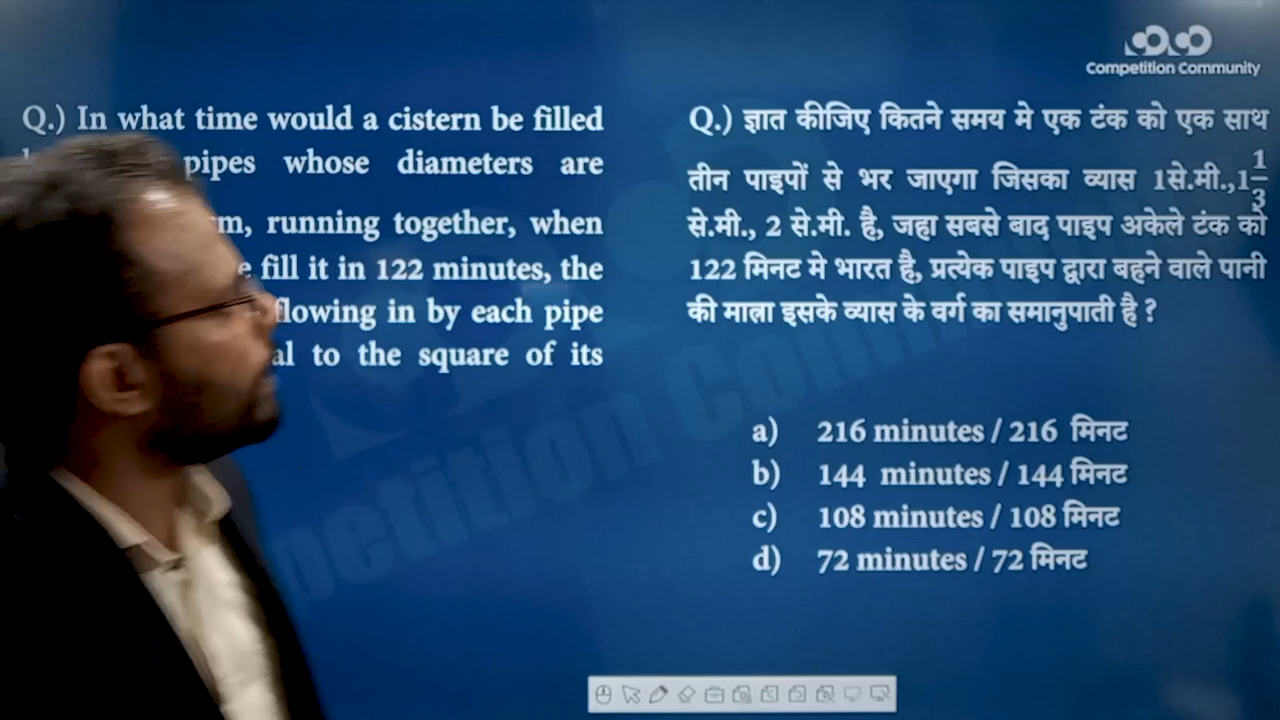 Competition Community
Q.) In what time would a cistern be filled
pipes whose diameters are
m, running together, when
e fill it in 122 minutes, the
flowing in by each pipe
al to the square of its
Q.) ज्ञात कीजिए कितने समय मे एक टंक को एक साथ
तीन पाइपों से भर जाएगा जिसका व्यास 1से.मी.,1 1/3
से.मी., 2 से.मी. है, जहा सबसे बाद पाइप अकेले टंक को
122 मिनट मे भारत है, प्रत्येक पाइप द्वारा बहने वाले पानी
की मात्रा इसके व्यास के वर्ग का समानुपाती है ?
a) 216 minutes / 216 मिनट
b) 144 minutes / 144 मिनट
c) 108 minutes / 108 मिनट
d) 72 minutes / 72 मिनट